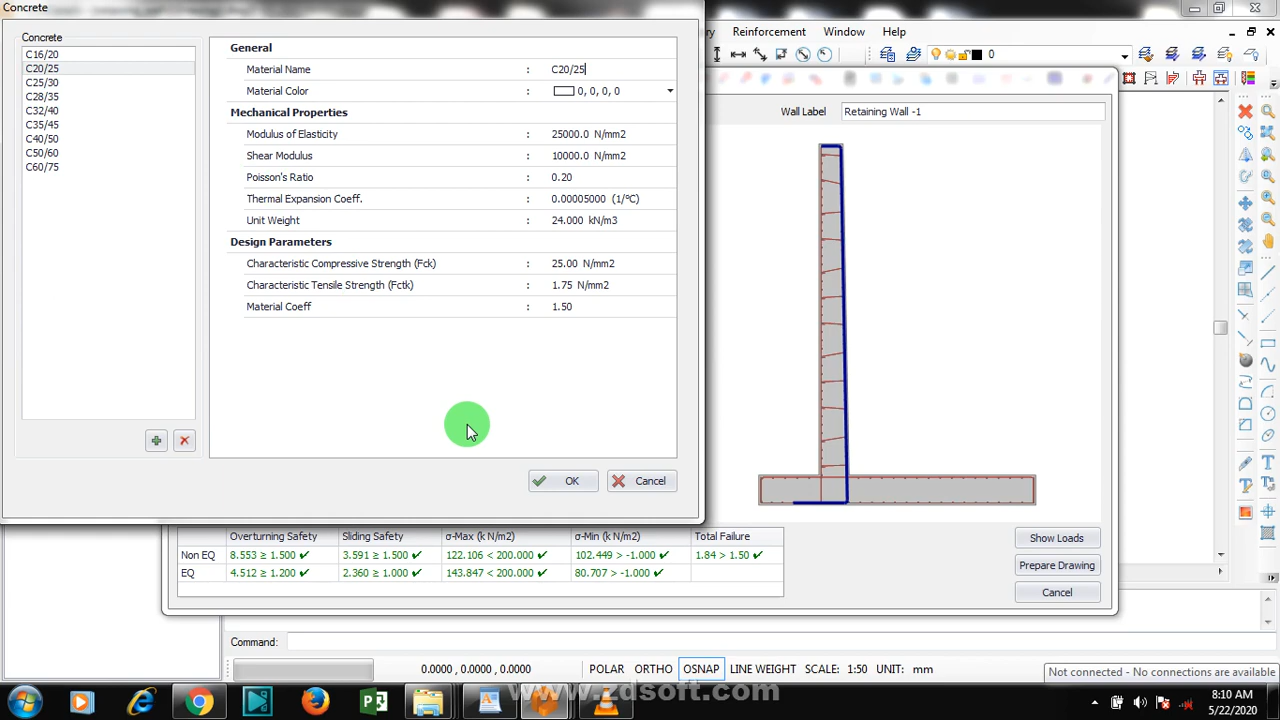 Concrete
Window Help
Reinforcement
Concrete
C16/20
C20/25
C25/30
C28/35
C32/40
C35/45
C40/50
C50/60
C60/75
General
Material Name : C20/25
Material Color : 0, 0, 0, 0
Mechanical Properties
Modulus of Elasticity : 25000.0 N/mm2
Shear Modulus : 10000.0 N/mm2
Poisson's Ratio : 0.20
Thermal Expansion Coeff. : 0.00005000 (1/°C)
Unit Weight : 24.000 kN/m3
Design Parameters
Characteristic Compressive Strength (Fck) : 25.00 N/mm2
Characteristic Tensile Strength (Fctk) : 1.75 N/mm2
Material Coeff : 1.50
OK Cancel
0
Wall Label Retaining Wall -1
Overturning Safety Sliding Safety σ-Max (k N/m2) σ-Min (k N/m2) Total Failure
Non EQ 8.553 ≥ 1.500 ✔ 3.591 ≥ 1.500 ✔ 122.106 < 200.000 ✔ 102.449 > -1.000 ✔ 1.84 > 1.50 ✔
EQ 4.512 ≥ 1.200 ✔ 2.360 ≥ 1.000 ✔ 143.847 < 200.000 ✔ 80.707 > -1.000 ✔
Show Loads
Prepare Drawing
Cancel
Command:
0.0000 , 0.0000 , 0.0000 POLAR ORTHO OSNAP LINE WEIGHT SCALE: 1:50 UNIT: mm
Not connected - No connections are available
www.zdsoft.com
8:10 AM
5/22/2020